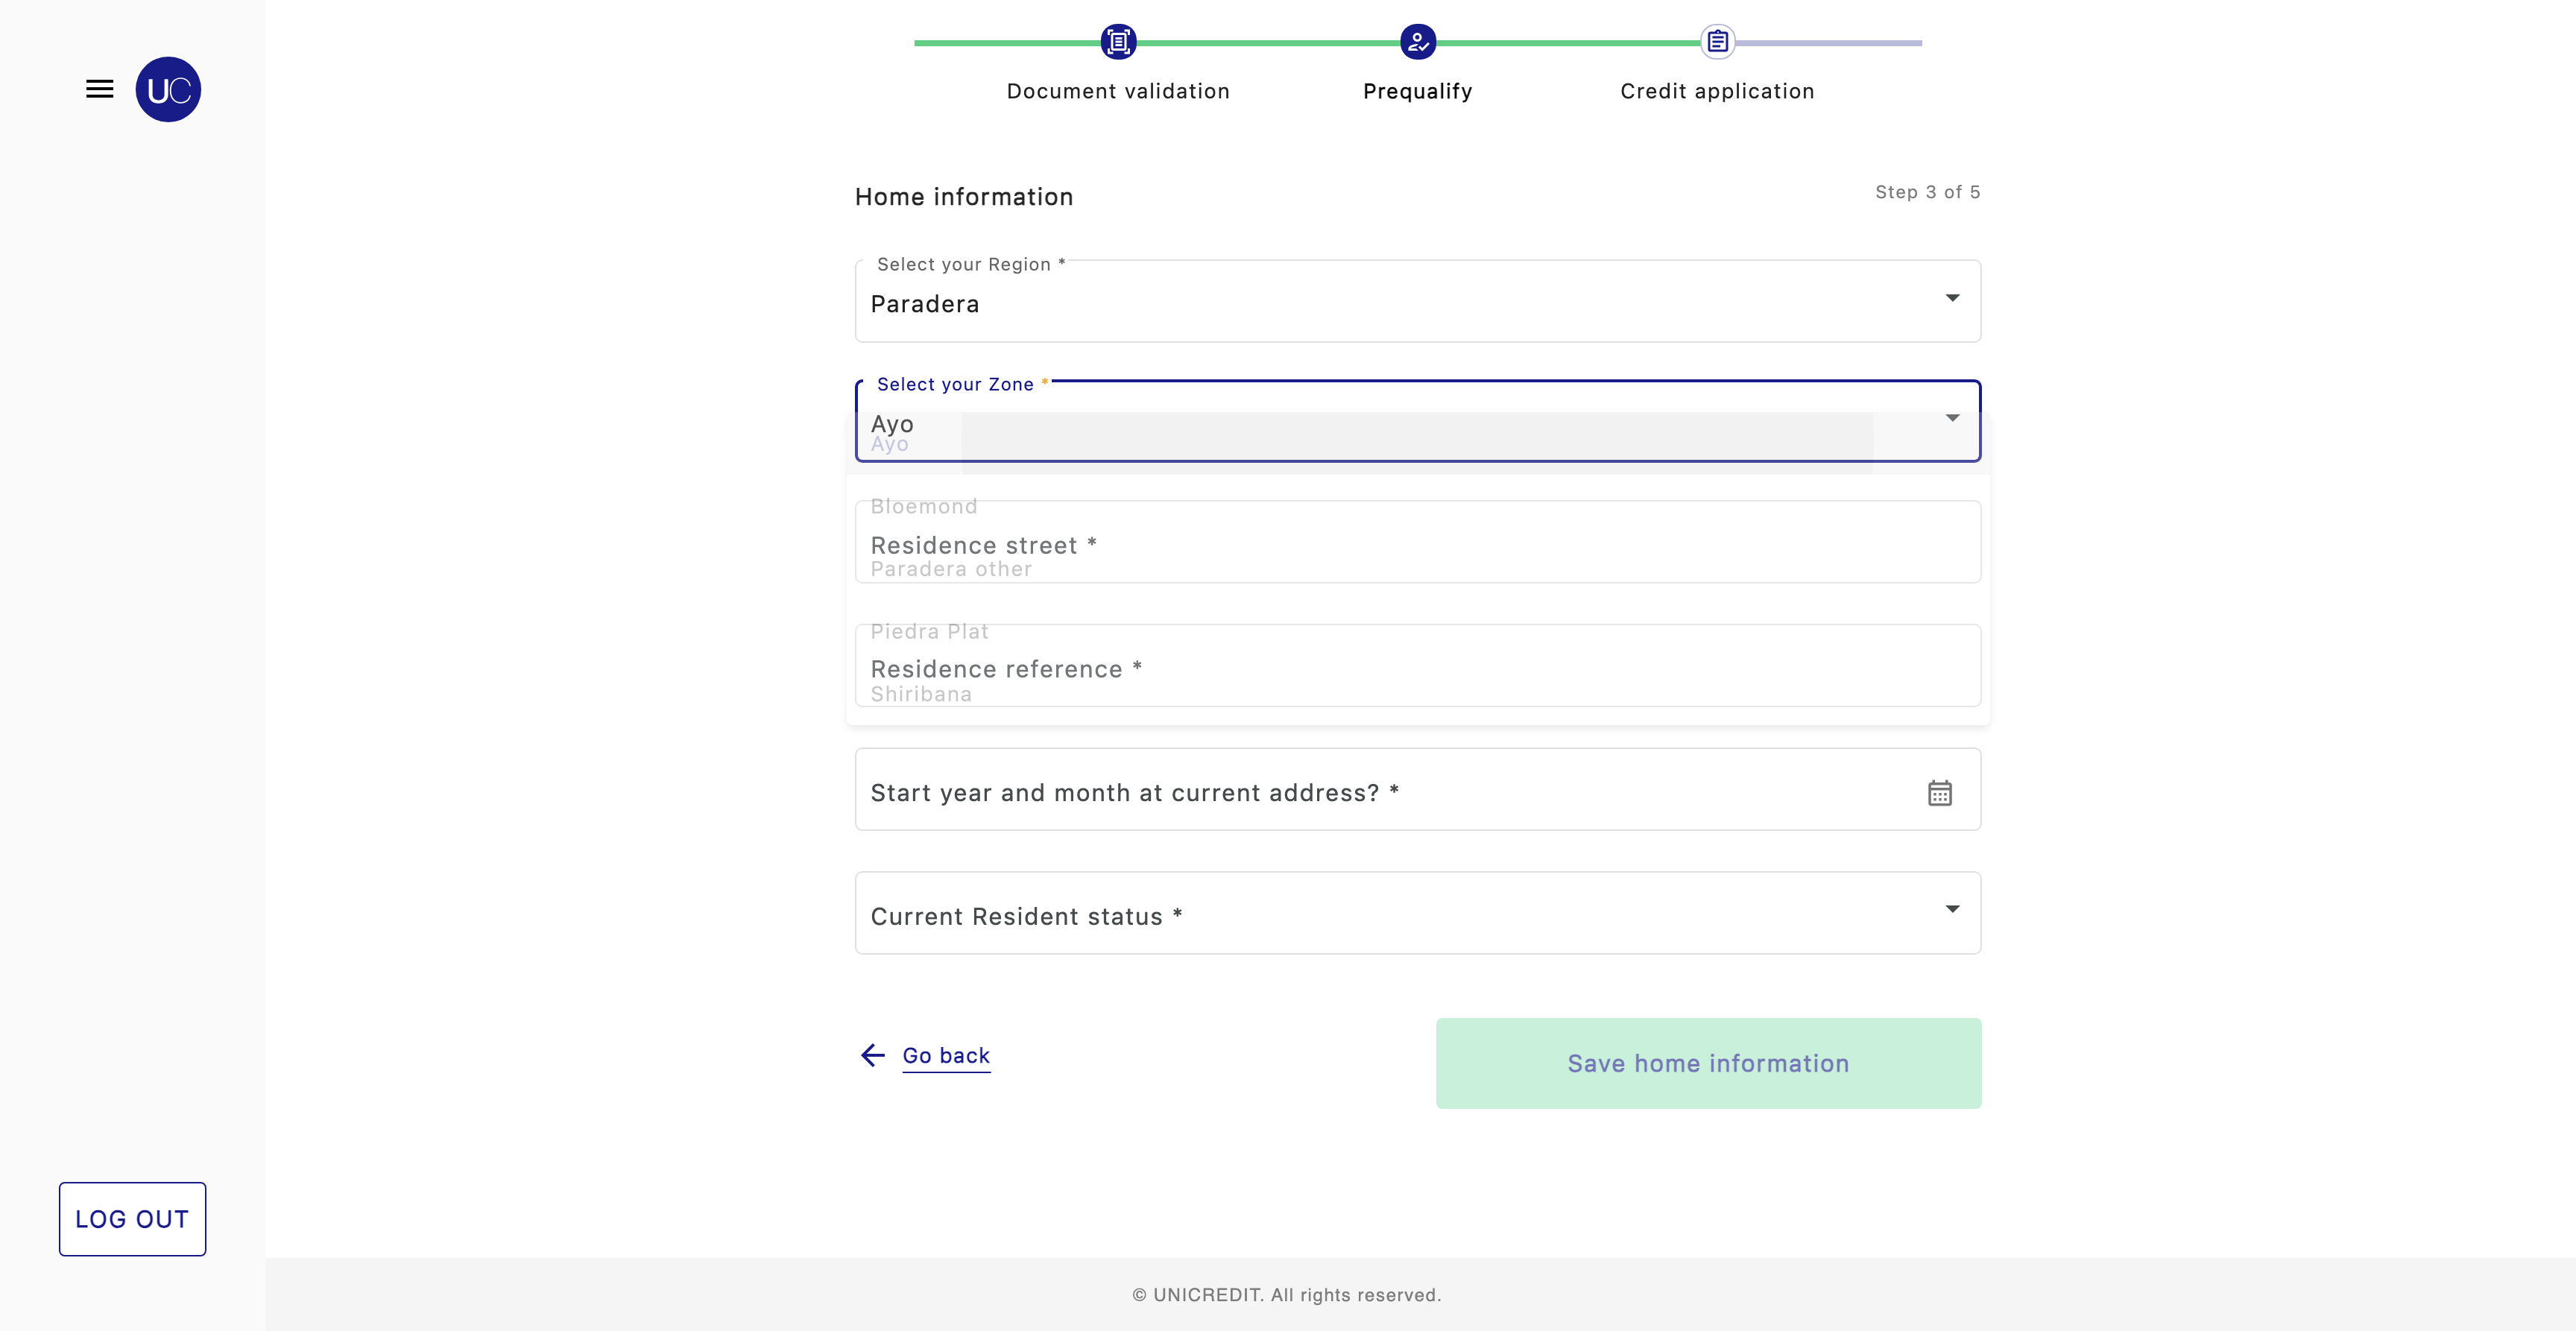 UC
Document validation
Prequalify
Credit application
Home information
Step 3 of 5
Select your Region *
Paradera
Select your Zone *
Ayo
Ayo
Bloemond
Residence street *
Paradera other
Piedra Plat
Residence reference *
Shiribana
Start year and month at current address? *
Current Resident status *
Go back
Save home information
LOG OUT
© UNICREDIT. All rights reserved.